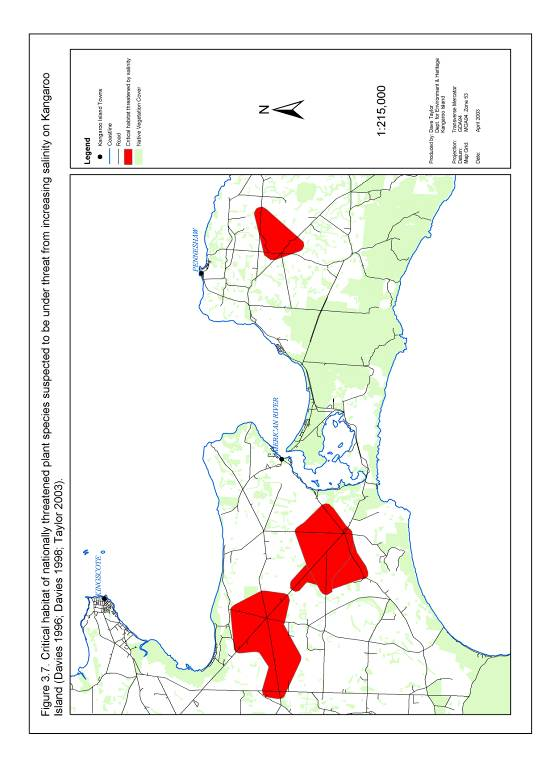 Figure 3.7. Critical habitat of nationally threatened plant species suspected to be under threat from increasing salinity on Kangaroo
Island (Davies 1996; Davies 1998; Taylor 2003).
KINGSCOTE
AMERICAN RIVER
PENNESHAW
Legend
Kangaroo Island Towns
Coastline
Road
Critical habitat threatened by salinity
Native Vegetation Cover
N
1:215,000
Produced by: Dave Taylor
Dept. for Environment & Heritage
Kangaroo Island
Projection: Transverse Mercator
Datum: GDA94
Map Grid: MGA94 Zone 53
Date: April 2003